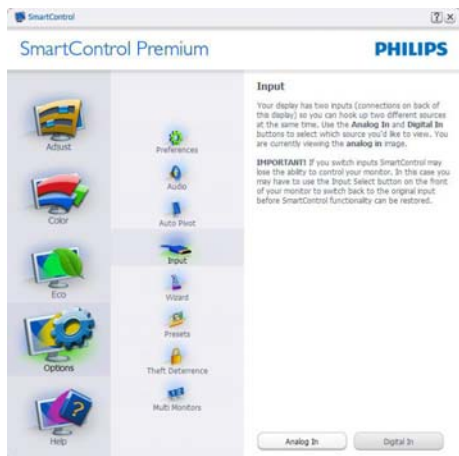 SmartControl
SmartControl Premium
PHILIPS
Adjust
Color
Eco
Options
Help
Preferences
Audio
Auto Pivot
Input
Wizard
Presets
Theft Deterrence
Multi Monitors
Input
Your display has two inputs (connections on back of
this display) so you can hook up two different sources
at the same time. Use the Analog In and Digital In
buttons to select which source you'd like to view. You
are currently viewing the analog in image.
IMPORTANT! If you switch inputs SmartControl may
lose the ability to control your monitor. In this case you
may have to use the Input Select button on the front
of your monitor to switch back to the original input
before SmartControl functionality can be restored.
Analog In
Digital In